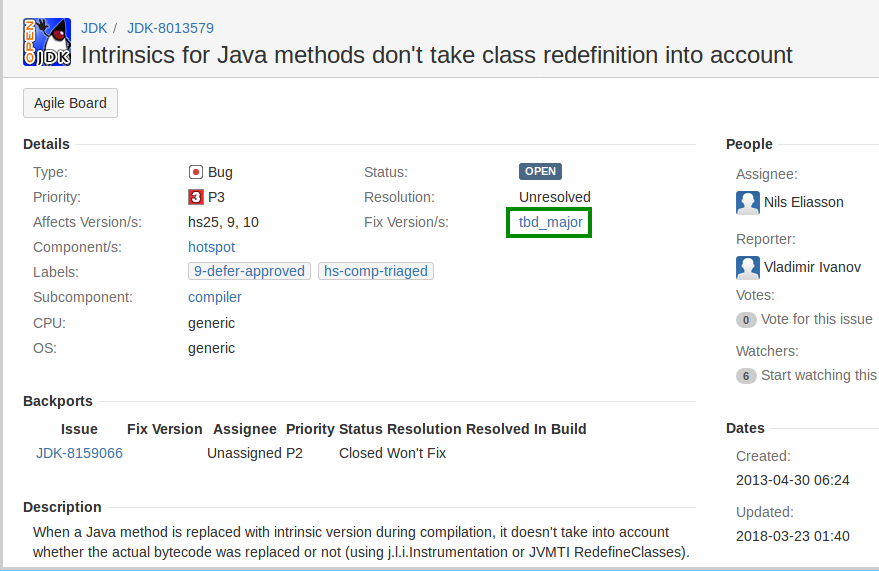 OPEN JDK
JDK / JDK-8013579
Intrinsics for Java methods don't take class redefinition into account
Agile Board
Details
Type: Bug
Priority: 3 P3
Affects Version/s: hs25, 9, 10
Component/s: hotspot
Labels: 9-defer-approved hs-comp-triaged
Subcomponent: compiler
CPU: generic
OS: generic
Status: OPEN
Resolution: Unresolved
Fix Version/s: tbd_major
Backports
Issue Fix Version Assignee Priority Status Resolution Resolved In Build
JDK-8159066 Unassigned P2 Closed Won't Fix
Description
When a Java method is replaced with intrinsic version during compilation, it doesn't take into account
whether the actual bytecode was replaced or not (using j.l.i.Instrumentation or JVMTI RedefineClasses).
People
Assignee:
Nils Eliasson
Reporter:
Vladimir Ivanov
Votes:
0 Vote for this issue
Watchers:
6 Start watching this
Dates
Created:
2013-04-30 06:24
Updated:
2018-03-23 01:40